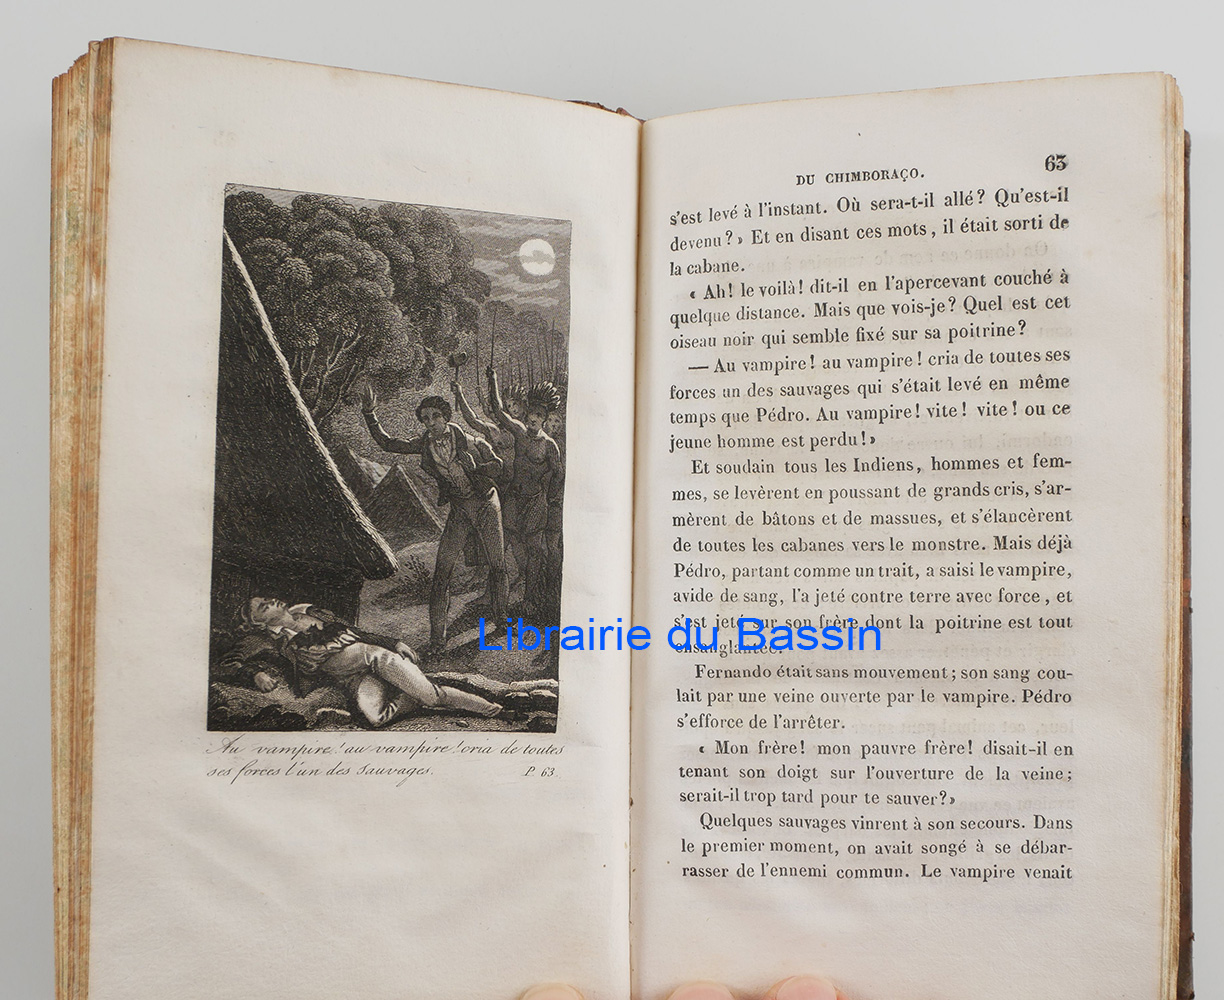 Au vampire! au vampire! cria de toutes
ses forces l'un des Sauvages. P. 63.
DU CHIMBORAÇO. 63
s'est levé à l'instant. Où sera-t-il allé? Qu'est-il
devenu?» Et en disant ces mots, il était sorti de
la cabane.
« Ah! le voilà! dit-il en l'apercevant couché à
quelque distance. Mais que vois-je? Quel est cet
oiseau noir qui semble fixé sur sa poitrine?
— Au vampire! au vampire! cria de toutes ses
forces un des sauvages qui s'était levé en même
temps que Pédro. Au vampire! vite! vite! ou ce
jeune homme est perdu!»
Et soudain tous les Indiens, hommes et fem-
mes, se levèrent en poussant de grands cris, s'ar-
mèrent de bâtons et de massues, et s'élancèrent
de toutes les cabanes vers le monstre. Mais déjà
Pédro, partant comme un trait, a saisi le vampire,
avide de sang, l'a jeté contre terre avec force, et
s'est jeté sur son frère dont la poitrine est tout
ensanglantée.
Librairie du Bassin
Fernando était sans mouvement; son sang cou-
lait par une veine ouverte par le vampire. Pédro
s'efforce de l'arrêter.
« Mon frère! mon pauvre frère! disait-il en
tenant son doigt sur l'ouverture de la veine;
serait-il trop tard pour te sauver?»
Quelques sauvages vinrent à son secours. Dans
le premier moment, on avait songé à se débar-
rasser de l'ennemi commun. Le vampire venait